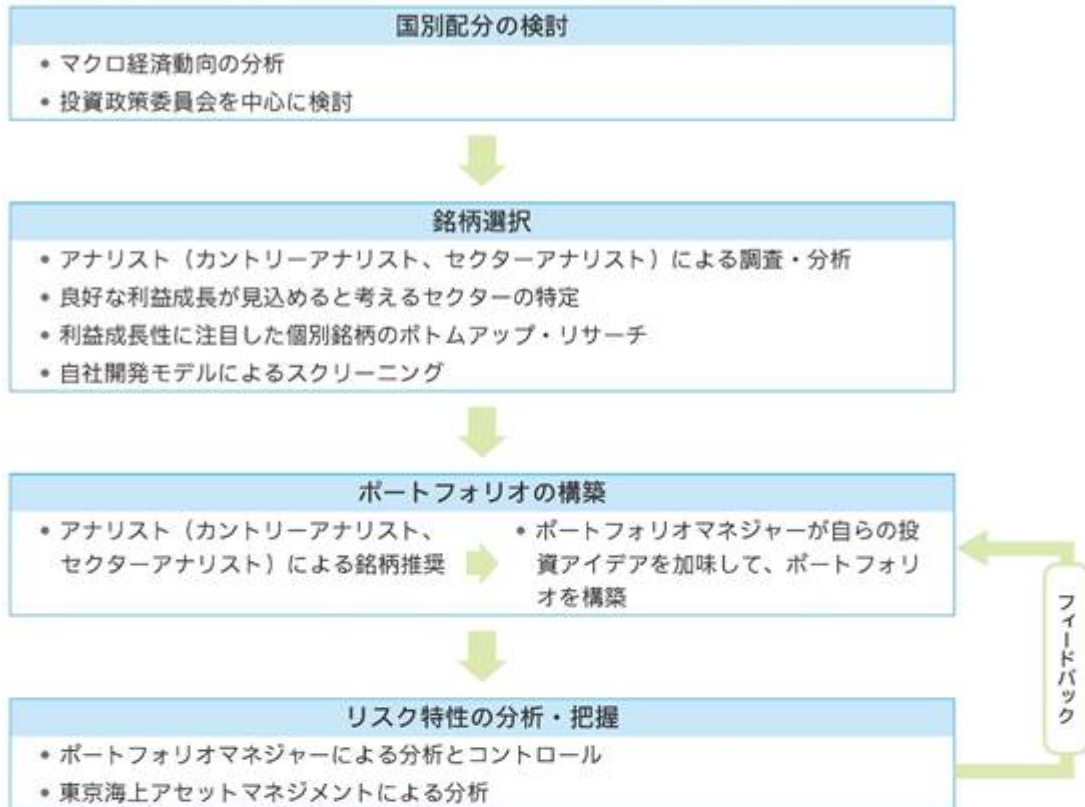 国別配分の検討
• マクロ経済動向の分析
• 投資政策委員会を中心に検討
銘柄選択
• アナリスト（カントリーアナリスト、セクターアナリスト）による調査・分析
• 良好な利益成長が見込めると考えるセクターの特定
• 利益成長性に注目した個別銘柄のボトムアップ・リサーチ
• 自社開発モデルによるスクリーニング
ポートフォリオの構築
• アナリスト（カントリーアナリスト、
セクターアナリスト）による銘柄推奨
• ポートフォリオマネジャーが自らの投
資アイデアを加味して、ポートフォリ
オを構築
フィードバック
リスク特性の分析・把握
• ポートフォリオマネジャーによる分析とコントロール
• 東京海上アセットマネジメントによる分析